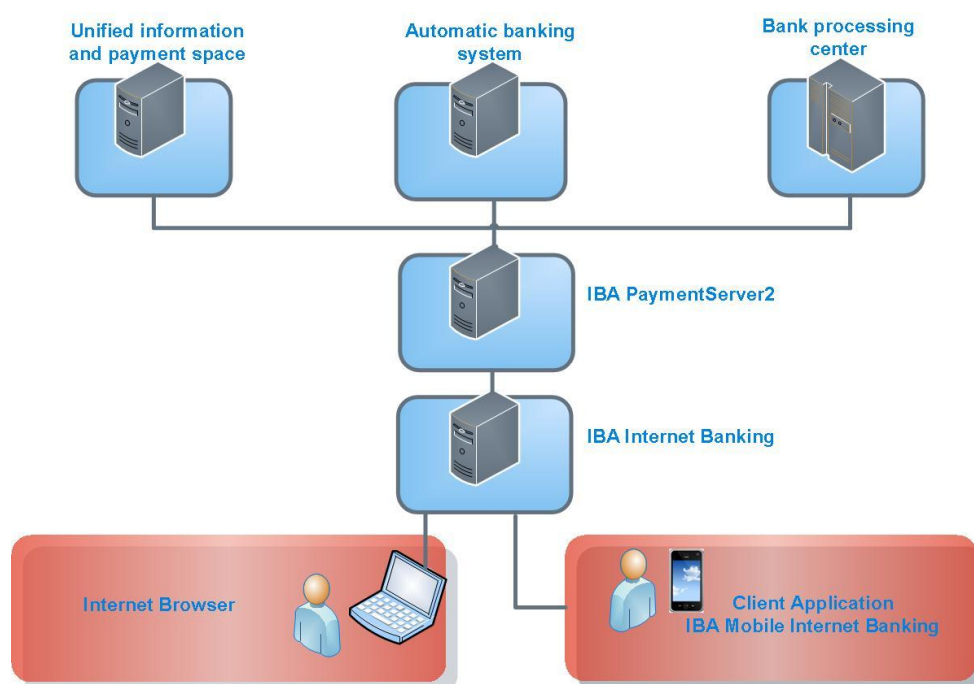 Unified information
and payment space
Automatic banking
system
Bank processing
center
IBA PaymentServer2
IBA Internet Banking
Internet Browser
Client Application
IBA Mobile Internet Banking